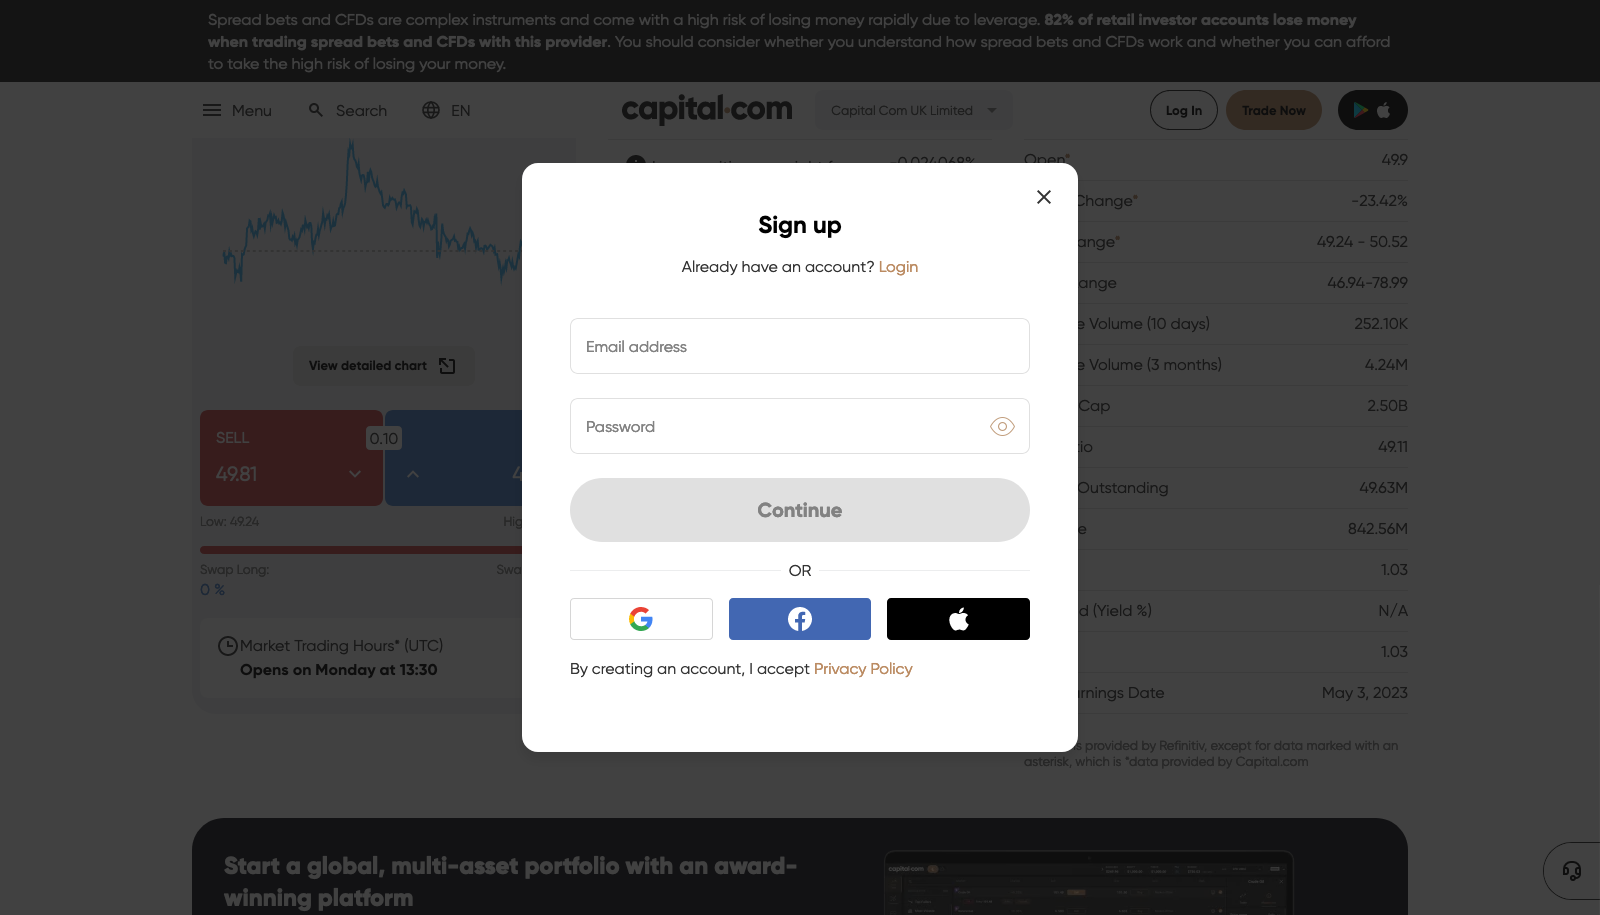 Spread bets and CFDs are complex instruments and come with a high risk of losing money rapidly due to leverage. 82% of retail investor accounts lose money
when trading spread bets and CFDs with this provider. You should consider whether you understand how spread bets and CFDs work and whether you can afford
to take the high risk of losing your money.
Menu Search EN capital.com Capital Com UK Limited Log In Trade Now
Open* 49.9
Change* -23.42%
49.24 - 50.52
46.94-78.99
Volume (10 days) 252.10K
Volume (3 months) 4.24M
Cap 2.50B
49.11
Outstanding 49.63M
842.56M
1.03
(Yield %) N/A
1.03
Date May 3, 2023
provided by Refinitiv, except for data marked with an
asterisk, which is *data provided by Capital.com
View detailed chart
SELL
49.81
0.10
Low: 49.24
Swap Long:
0 %
Market Trading Hours* (UTC)
Opens on Monday at 13:30
Sign up
Already have an account? Login
Email address
Password
Continue
OR
By creating an account, I accept Privacy Policy
Start a global, multi-asset portfolio with an award-
winning platform
capital.com